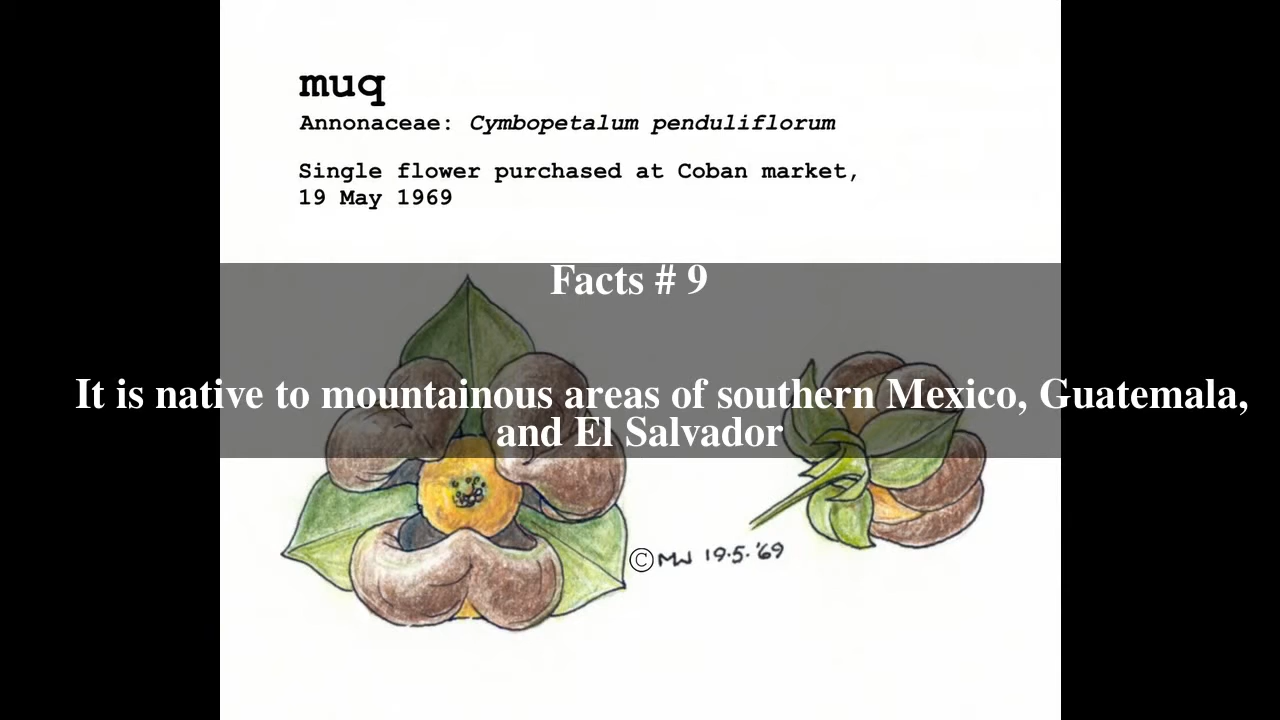 muq
Annonaceae: Cymbopetalum penduliflorum
Single flower purchased at Coban market,
19 May 1969
Facts # 9
It is native to mountainous areas of southern Mexico, Guatemala,
and El Salvador
© MW 19.5.'69